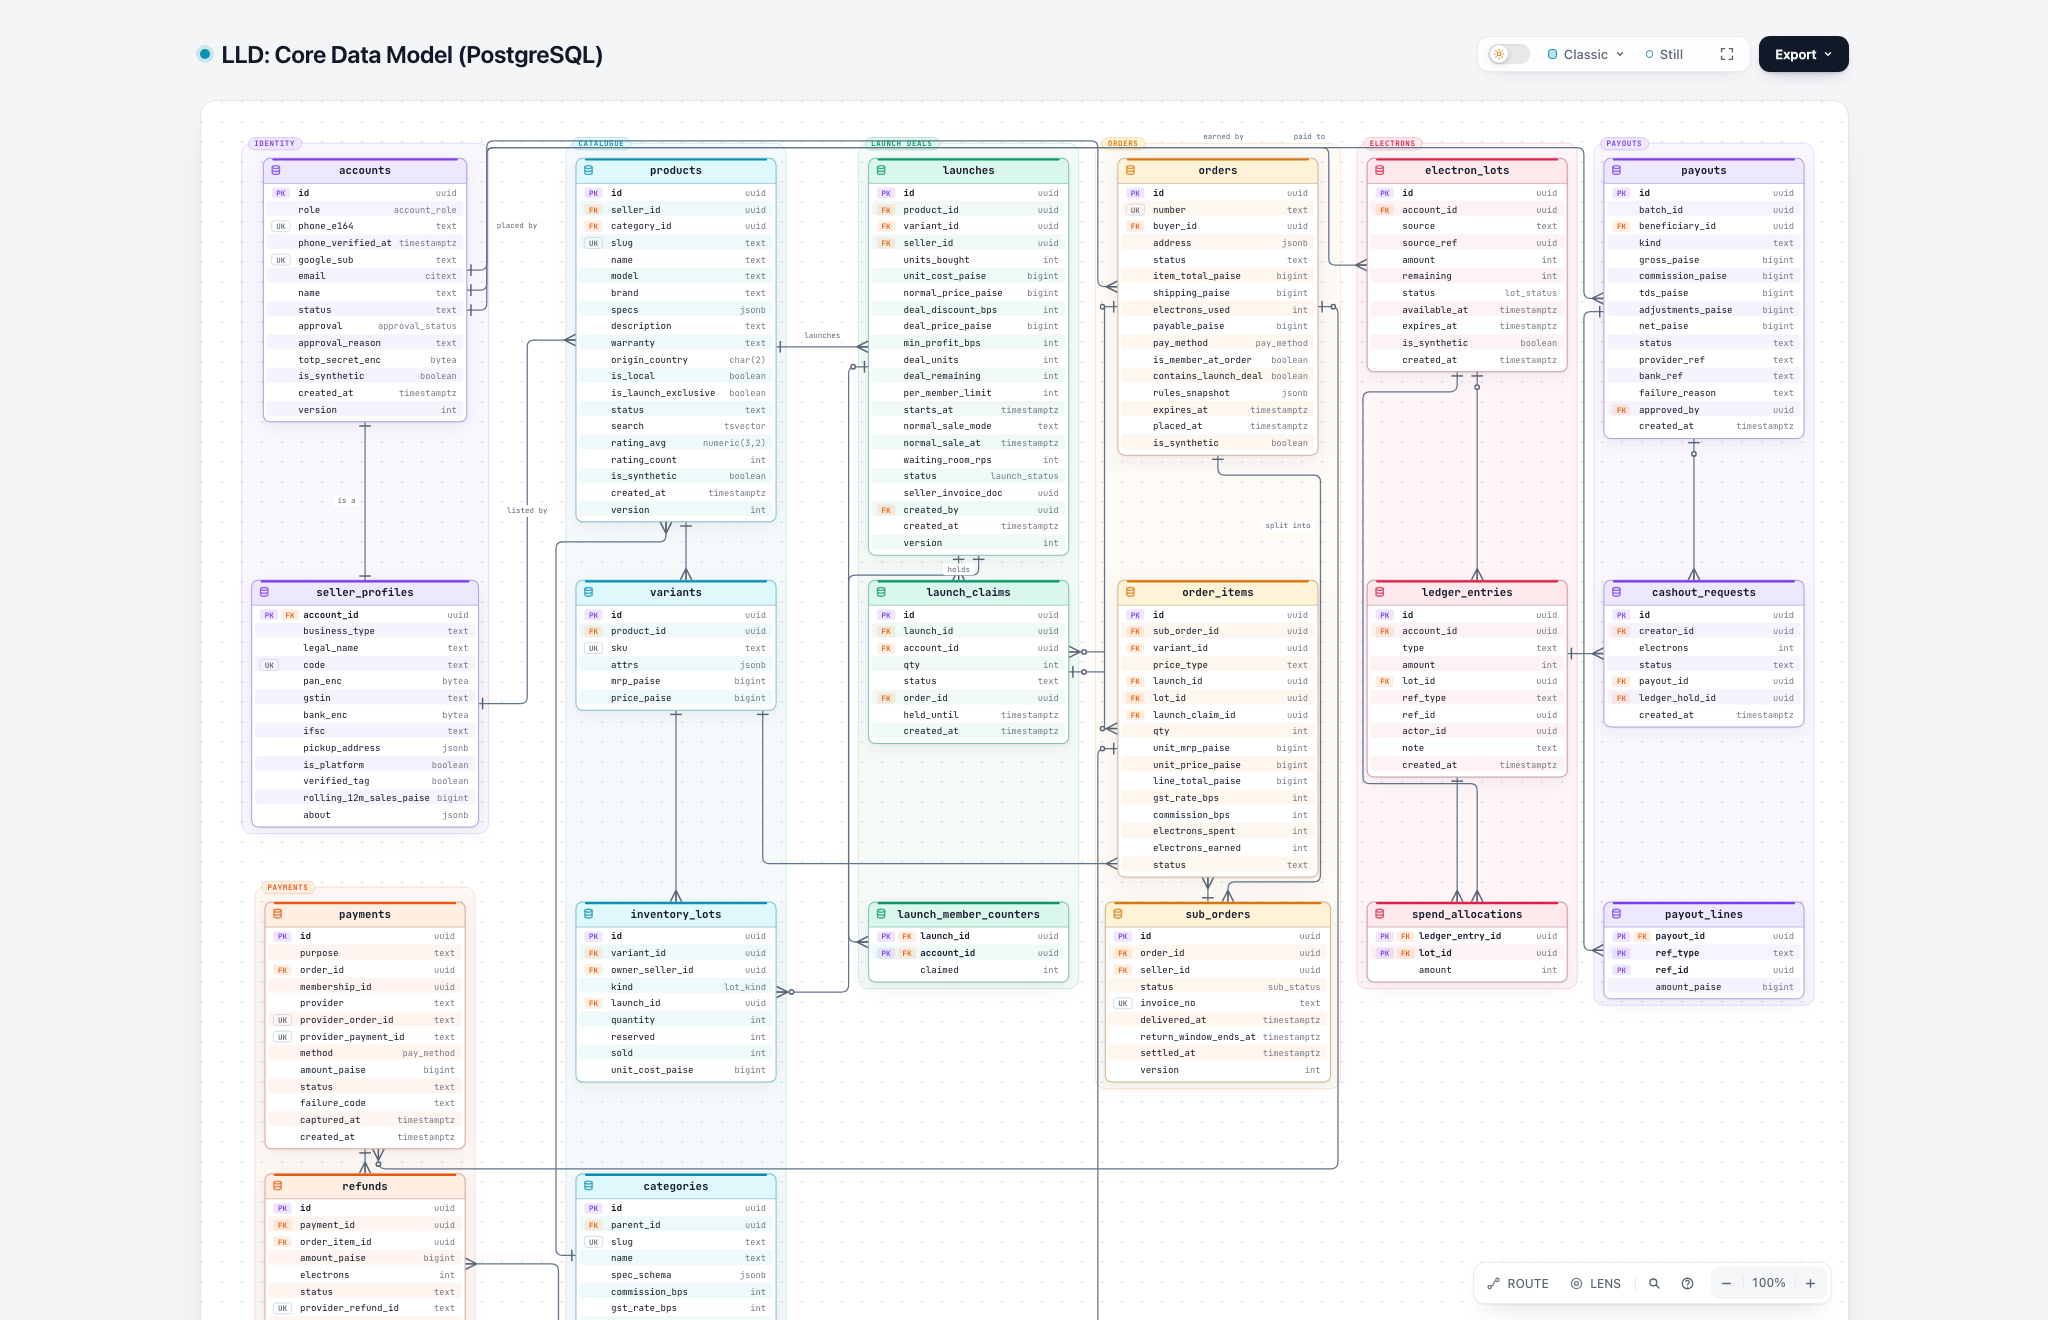 LLD: Core Data Model (PostgreSQL)
Classic
Still
Export
IDENTITY
CATALOGUE
LAUNCH DEALS
ORDERS
earned by
paid to
ELECTRONS
PAYOUTS
accounts
PK id uuid
role account_role
UK phone_e164 text
phone_verified_at timestamptz
UK google_sub text
email citext
name text
status text
approval approval_status
approval_reason text
totp_secret_enc bytea
is_synthetic boolean
created_at timestamptz
version int
placed by
is a
listed by
seller_profiles
PK FK account_id uuid
business_type text
legal_name text
UK code text
pan_enc bytea
gstin text
bank_enc bytea
ifsc text
pickup_address jsonb
is_platform boolean
verified_tag boolean
rolling_12m_sales_paise bigint
about jsonb
PAYMENTS
payments
PK id uuid
purpose text
FK order_id uuid
membership_id uuid
provider text
UK provider_order_id text
UK provider_payment_id text
method pay_method
amount_paise bigint
status text
failure_code text
captured_at timestamptz
created_at timestamptz
refunds
PK id uuid
FK payment_id uuid
FK order_item_id uuid
amount_paise bigint
electrons int
status text
UK provider_refund_id text
products
PK id uuid
FK seller_id uuid
FK category_id uuid
UK slug text
name text
model text
brand text
specs jsonb
description text
warranty text
origin_country char(2)
is_local boolean
is_launch_exclusive boolean
status text
search tsvector
rating_avg numeric(3,2)
rating_count int
is_synthetic boolean
created_at timestamptz
version int
launches
variants
PK id uuid
FK product_id uuid
UK sku text
attrs jsonb
mrp_paise bigint
price_paise bigint
inventory_lots
PK id uuid
FK variant_id uuid
FK owner_seller_id uuid
kind lot_kind
FK launch_id uuid
quantity int
reserved int
sold int
unit_cost_paise bigint
categories
PK id uuid
FK parent_id uuid
UK slug text
name text
spec_schema jsonb
commission_bps int
gst_rate_bps int
launches
PK id uuid
FK product_id uuid
FK variant_id uuid
FK seller_id uuid
units_bought int
unit_cost_paise bigint
normal_price_paise bigint
deal_discount_bps int
deal_price_paise bigint
min_profit_bps int
deal_units int
deal_remaining int
per_member_limit int
starts_at timestamptz
normal_sale_mode text
normal_sale_at timestamptz
waiting_room_rps int
status launch_status
seller_invoice_doc uuid
FK created_by uuid
created_at timestamptz
version int
holds
launch_claims
PK id uuid
FK launch_id uuid
FK account_id uuid
qty int
status text
FK order_id uuid
held_until timestamptz
created_at timestamptz
launch_member_counters
PK FK launch_id uuid
PK FK account_id uuid
claimed int
orders
PK id uuid
UK number text
FK buyer_id uuid
address jsonb
status text
item_total_paise bigint
shipping_paise bigint
electrons_used int
payable_paise bigint
pay_method pay_method
is_member_at_order boolean
contains_launch_deal boolean
rules_snapshot jsonb
expires_at timestamptz
placed_at timestamptz
is_synthetic boolean
split into
order_items
PK id uuid
FK sub_order_id uuid
FK variant_id uuid
price_type text
FK launch_id uuid
FK lot_id uuid
FK launch_claim_id uuid
qty int
unit_mrp_paise bigint
unit_price_paise bigint
line_total_paise bigint
gst_rate_bps int
commission_bps int
electrons_spent int
electrons_earned int
status text
sub_orders
PK id uuid
FK order_id uuid
FK seller_id uuid
status sub_status
UK invoice_no text
delivered_at timestamptz
return_window_ends_at timestamptz
settled_at timestamptz
version int
electron_lots
PK id uuid
FK account_id uuid
source text
source_ref uuid
amount int
remaining int
status lot_status
available_at timestamptz
expires_at timestamptz
is_synthetic boolean
created_at timestamptz
ledger_entries
PK id uuid
FK account_id uuid
type text
amount int
FK lot_id uuid
ref_type text
ref_id uuid
actor_id uuid
note text
created_at timestamptz
spend_allocations
PK FK ledger_entry_id uuid
PK FK lot_id uuid
amount int
payouts
PK id uuid
batch_id uuid
FK beneficiary_id uuid
kind text
gross_paise bigint
commission_paise bigint
tds_paise bigint
adjustments_paise bigint
net_paise bigint
status text
provider_ref text
bank_ref text
failure_reason text
FK approved_by uuid
created_at timestamptz
cashout_requests
PK id uuid
FK creator_id uuid
electrons int
status text
FK payout_id uuid
FK ledger_hold_id uuid
created_at timestamptz
payout_lines
PK FK payout_id uuid
PK ref_type text
PK ref_id uuid
amount_paise bigint
ROUTE
LENS
− 100% +